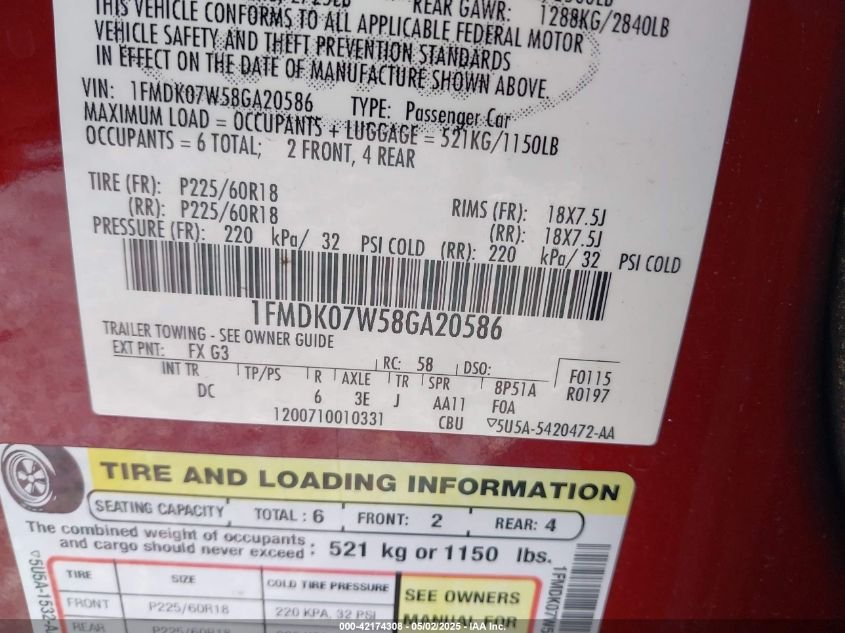 REAR GAWR: 1288KG/2840LB
THIS VEHICLE CONFORMS TO ALL APPLICABLE FEDERAL MOTOR
VEHICLE SAFETY AND THEFT PREVENTION STANDARDS
IN EFFECT ON THE DATE OF MANUFACTURE SHOWN ABOVE.
VIN: 1FMDK07W58GA20586 TYPE: Passenger Car
MAXIMUM LOAD = OCCUPANTS + LUGGAGE = 521KG/1150LB
OCCUPANTS = 6 TOTAL; 2 FRONT, 4 REAR
TIRE (FR): P225/60R18 RIMS (FR): 18X7.5J
(RR): P225/60R18 (RR): 18X7.5J
PRESSURE (FR): 220 kPa/ 32 PSI COLD (RR): 220 kPa/ 32 PSI COLD
1FMDK07W58GA20586
TRAILER TOWING - SEE OWNER GUIDE
EXT PNT: FX G3 RC: 58 DSO: F0115
INT TR TP/PS R AXLE TR SPR 8P51A R0197
DC 6 3E J AA11 F0A
1200710010331 CBU 5U5A-5420472-AA
TIRE AND LOADING INFORMATION
SEATING CAPACITY TOTAL : 6 FRONT: 2 REAR: 4
The combined weight of occupants
and cargo should never exceed : 521 kg or 1150 lbs.
TIRE SIZE COLD TIRE PRESSURE SEE OWNERS
FRONT P225/60R18 220 KPA, 32 PSI MANUAL FOR
REAR P225/60R18
5U5A-1532-A
1FMDK07W5
000-42174308 - 05/02/2025 - IAA Inc.